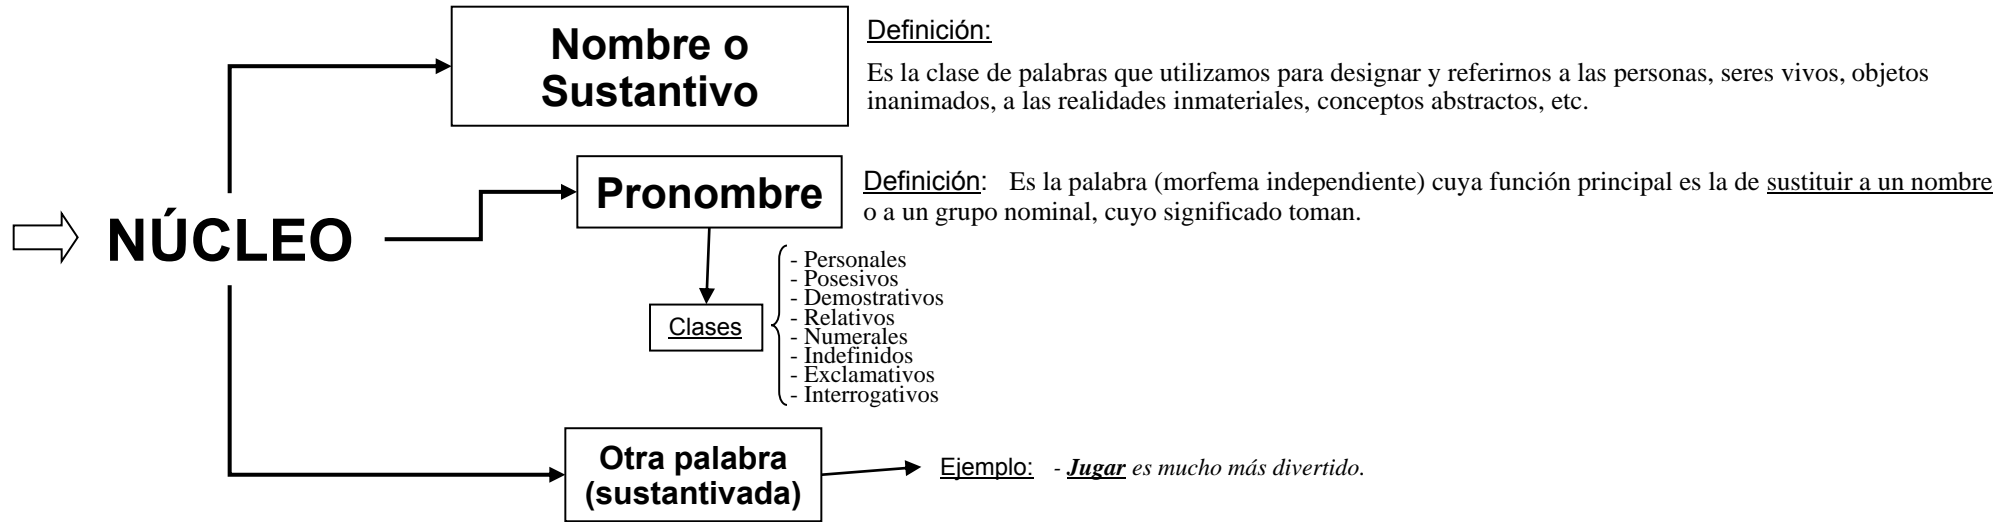 Nombre o
Sustantivo
Definición:
Es la clase de palabras que utilizamos para designar y referirnos a las personas, seres vivos, objetos
inanimados, a las realidades inmateriales, conceptos abstractos, etc.
NÚCLEO
Pronombre
Definición: Es la palabra (morfema independiente) cuya función principal es la de sustituir a un nombre
o a un grupo nominal, cuyo significado toman.
Clases
- Personales
- Posesivos
- Demostrativos
- Relativos
- Numerales
- Indefinidos
- Exclamativos
- Interrogativos
Otra palabra
(sustantivada)
Ejemplo: - Jugar es mucho más divertido.